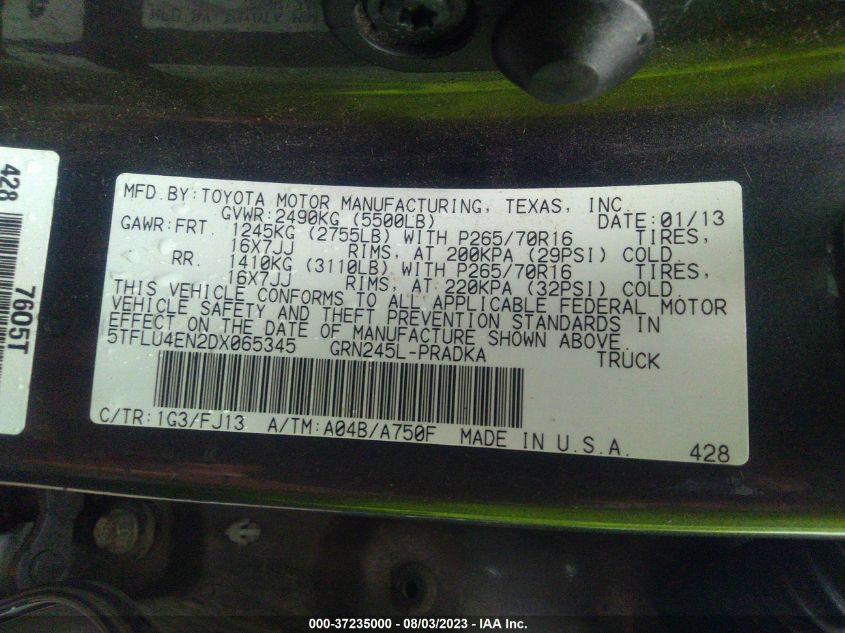 428 7605T
MFD.BY:TOYOTA MOTOR MANUFACTURING, TEXAS, INC.
GVWR:2490KG (5500LB) DATE:01/13
GAWR:FRT. 1245KG (2755LB) WITH P265/70R16 TIRES,
16X7JJ RIMS, AT 200KPA (29PSI) COLD
RR. 1410KG (3110LB) WITH P265/70R16 TIRES,
16X7JJ RIMS, AT 220KPA (32PSI) COLD
THIS VEHICLE CONFORMS TO ALL APPLICABLE FEDERAL MOTOR
VEHICLE SAFETY AND THEFT PREVENTION STANDARDS IN
EFFECT ON THE DATE OF MANUFACTURE SHOWN ABOVE.
5TFLU4EN2DX065345 GRN245L-PRADKA TRUCK
C/TR:1G3/FJ13 A/TM:A04B/A750F MADE IN U.S.A. 428
000-37235000 - 08/03/2023 - IAA Inc.